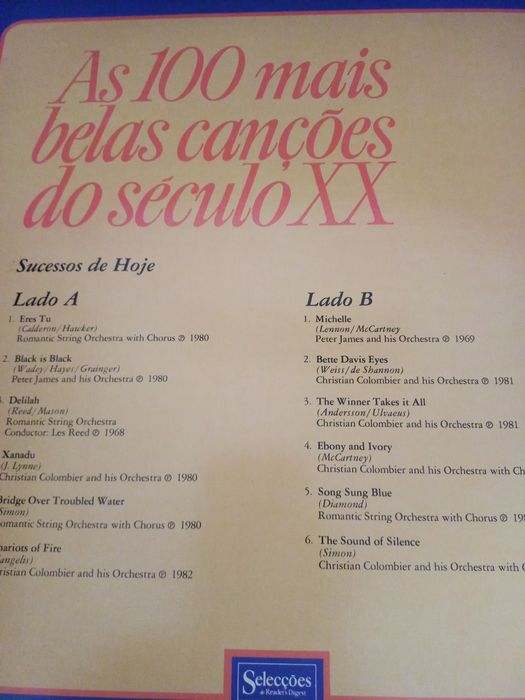 As 100 mais
belas canções
do século XX
Sucessos de Hoje
Lado A
1. Eres Tu
(Calderon/Hawker)
Romantic String Orchestra with Chorus ℗ 1980
2. Black is Black
(Wadey/Hayes/Grainger)
Peter James and his Orchestra ℗ 1980
Delilah
(Reed/Mason)
Romantic String Orchestra
Conductor: Les Reed ℗ 1968
Xanadu
(J. Lynne)
Christian Colombier and his Orchestra ℗ 1980
Bridge Over Troubled Water
Simon)
omantic String Orchestra with Chorus ℗ 1980
hariots of Fire
angelis)
ristian Colombier and his Orchestra ℗ 1982
Lado B
1. Michelle
(Lennon/McCartney
Peter James and his Orchestra ℗ 1969
2. Bette Davis Eyes
(Weiss/de Shannon)
Christian Colombier and his Orchestra ℗ 1981
3. The Winner Takes it All
(Andersson/Ulvaeus)
Christian Colombier and his Orchestra ℗ 1981
4. Ebony and Ivory
(McCartney)
Christian Colombier and his Orchestra with Ch
5. Song Sung Blue
(Diamond)
Romantic String Orchestra with Chorus ℗ 19
6. The Sound of Silence
(Simon)
Christian Colombier and his Orchestra with C
Selecções
do Reader's Digest